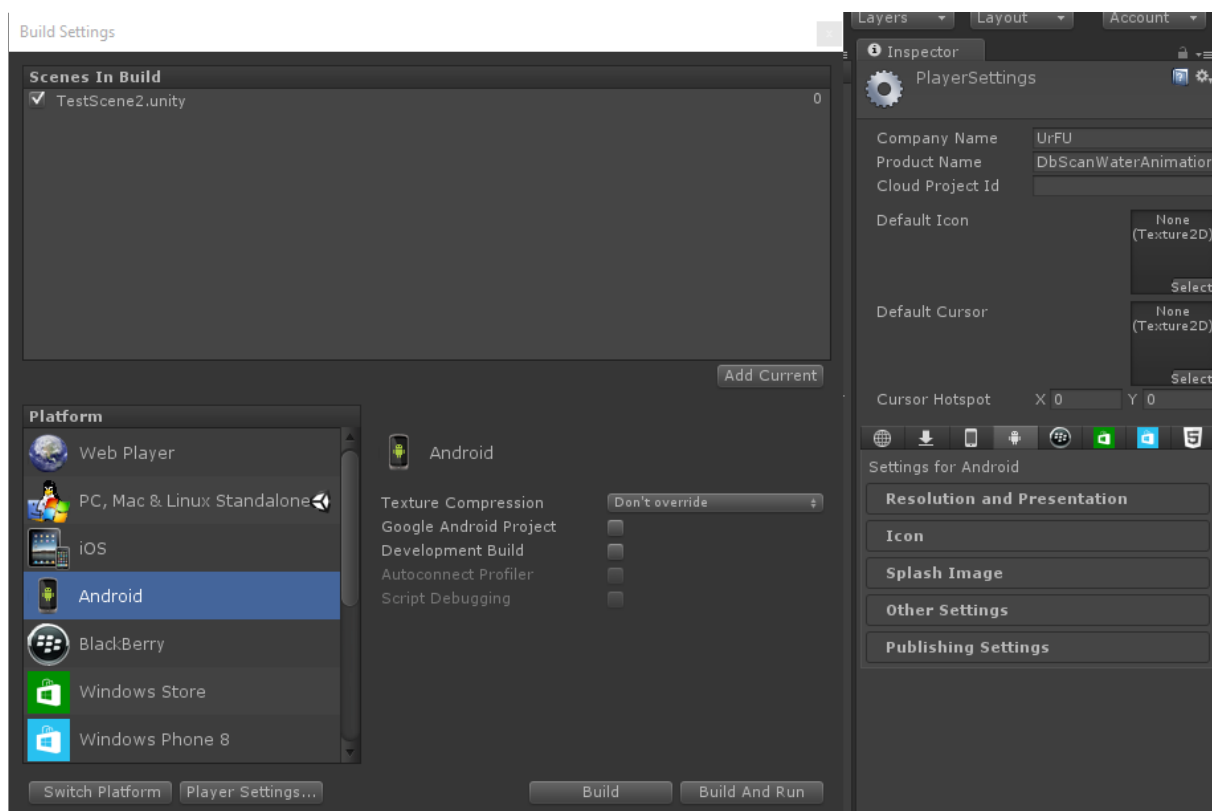 Build Settings
Scenes In Build
TestScene2.unity 0
Add Current
Platform
Web Player
PC, Mac & Linux Standalone
iOS
Android
BlackBerry
Windows Store
Windows Phone 8
Android
Texture Compression Don't override
Google Android Project
Development Build
Autoconnect Profiler
Script Debugging
Switch Platform Player Settings... Build Build And Run
Layers Layout Account
Inspector
PlayerSettings
Company Name UrFU
Product Name DbScanWaterAnimation
Cloud Project Id
Default Icon None
(Texture2D)
Select
Default Cursor None
(Texture2D)
Select
Cursor Hotspot X 0 Y 0
Settings for Android
Resolution and Presentation
Icon
Splash Image
Other Settings
Publishing Settings